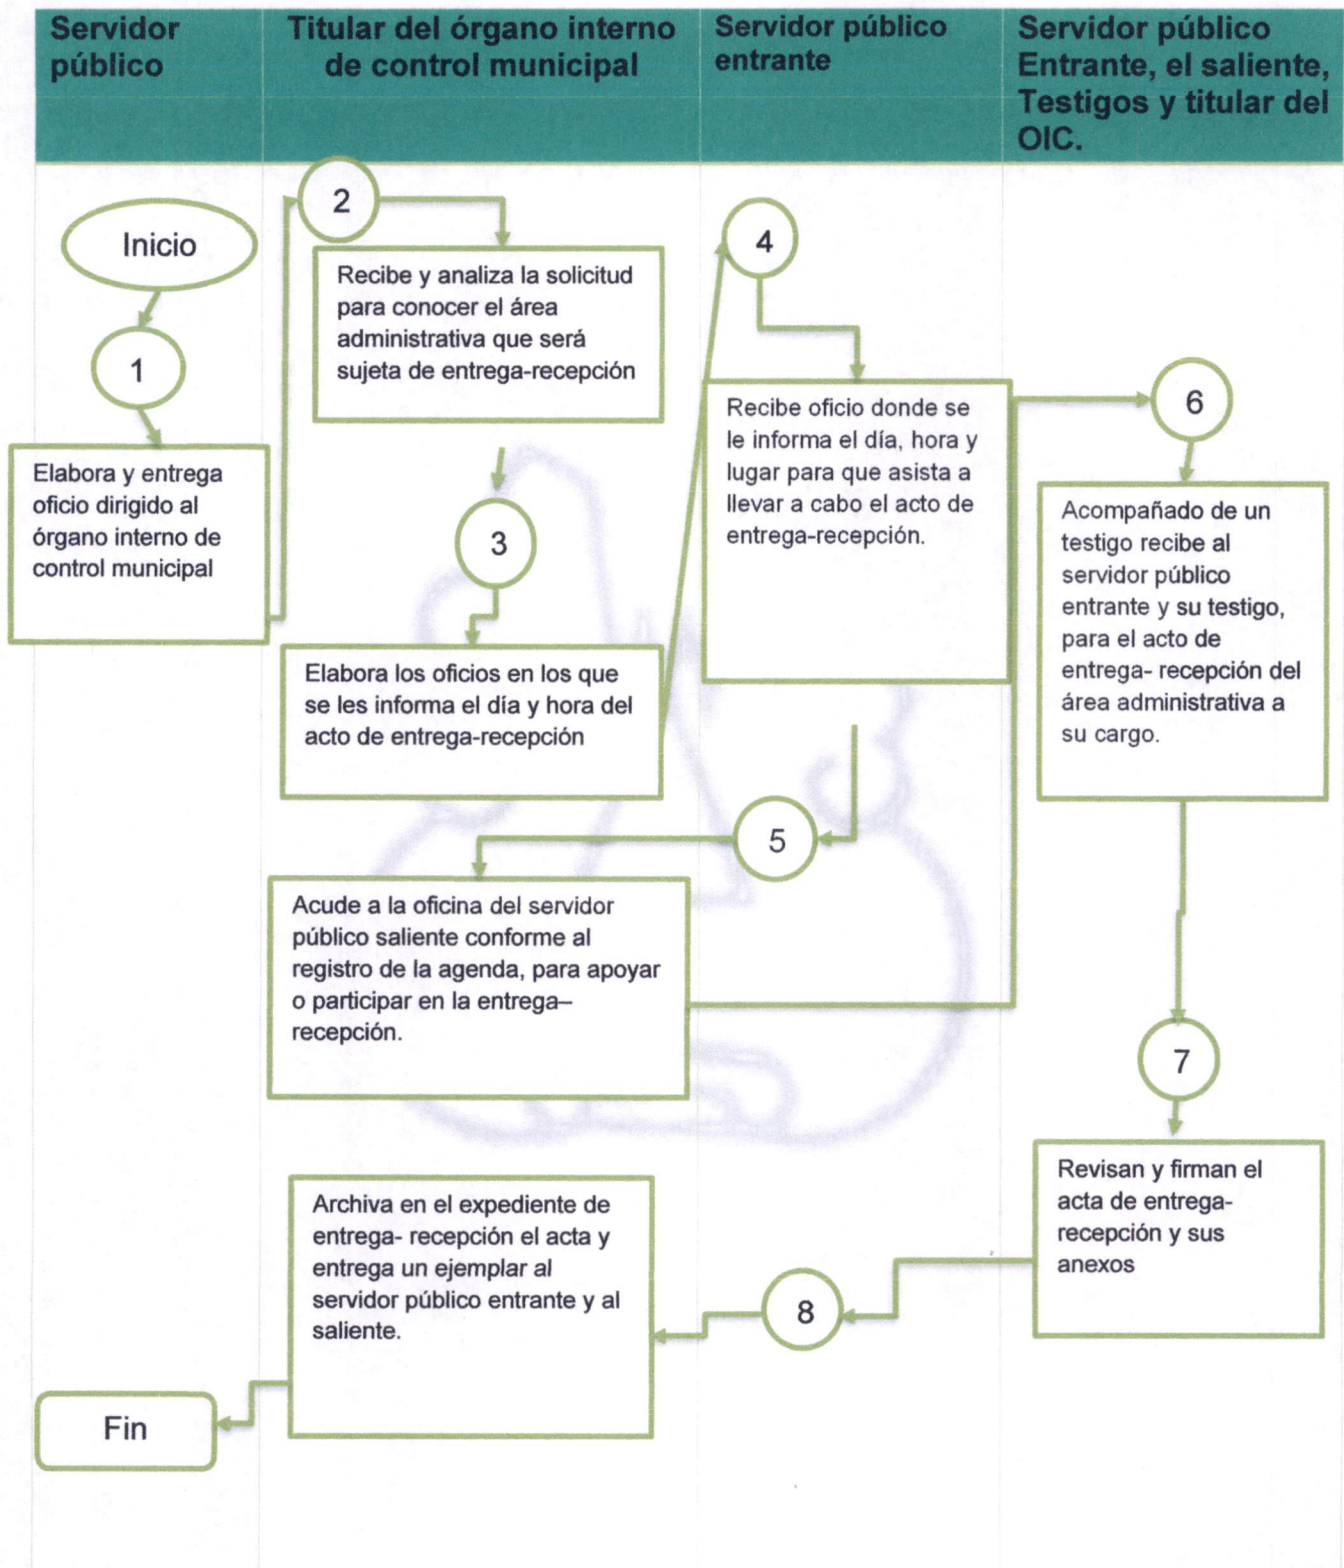 Servidor
público
Titular del órgano interno
de control municipal
Servidor público
entrante
Servidor público
Entrante, el saliente,
Testigos y titular del
OIC.
Inicio
1
Elabora y entrega
oficio dirigido al
órgano interno de
control municipal
2
Recibe y analiza la solicitud
para conocer el área
administrativa que será
sujeta de entrega-recepción
3
Elabora los oficios en los que
se les informa el día y hora del
acto de entrega-recepción
4
Recibe oficio donde se
le informa el día, hora y
lugar para que asista a
llevar a cabo el acto de
entrega-recepción.
5
Acude a la oficina del servidor
público saliente conforme al
registro de la agenda, para apoyar
o participar en la entrega–
recepción.
6
Acompañado de un
testigo recibe al
servidor público
entrante y su testigo,
para el acto de
entrega- recepción del
área administrativa a
su cargo.
7
Revisan y firman el
acta de entrega-
recepción y sus
anexos
8
Archiva en el expediente de
entrega- recepción el acta y
entrega un ejemplar al
servidor público entrante y al
saliente.
Fin